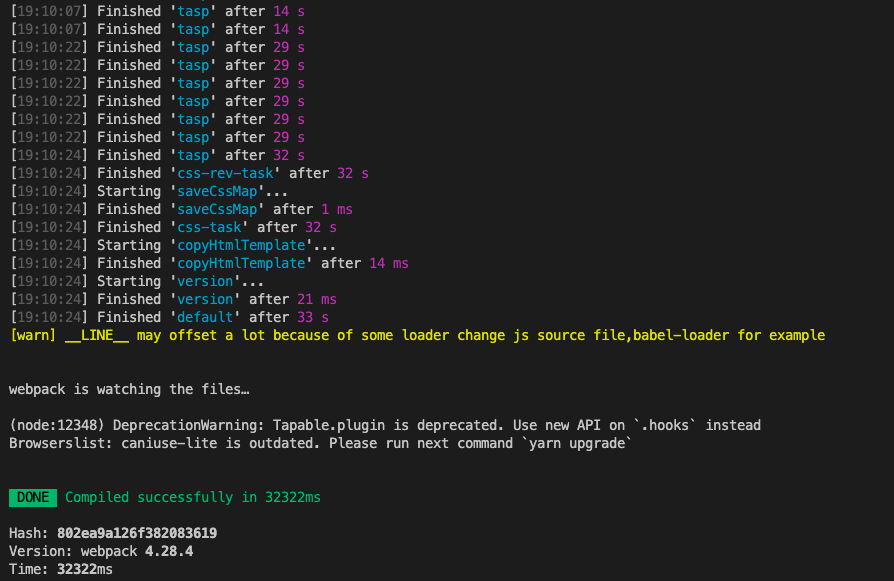 [19:10:07] Finished 'tasp' after 14 s
[19:10:07] Finished 'tasp' after 14 s
[19:10:22] Finished 'tasp' after 29 s
[19:10:22] Finished 'tasp' after 29 s
[19:10:22] Finished 'tasp' after 29 s
[19:10:22] Finished 'tasp' after 29 s
[19:10:22] Finished 'tasp' after 29 s
[19:10:22] Finished 'tasp' after 29 s
[19:10:24] Finished 'tasp' after 32 s
[19:10:24] Finished 'css-rev-task' after 32 s
[19:10:24] Starting 'saveCssMap'...
[19:10:24] Finished 'saveCssMap' after 1 ms
[19:10:24] Finished 'css-task' after 32 s
[19:10:24] Starting 'copyHtmlTemplate'...
[19:10:24] Finished 'copyHtmlTemplate' after 14 ms
[19:10:24] Starting 'version'...
[19:10:24] Finished 'version' after 21 ms
[19:10:24] Finished 'default' after 33 s
[warn] __LINE__ may offset a lot because of some loader change js source file,babel-loader for example
webpack is watching the files…
(node:12348) DeprecationWarning: Tapable.plugin is deprecated. Use new API on `.hooks` instead
Browserslist: caniuse-lite is outdated. Please run next command `yarn upgrade`
DONE Compiled successfully in 32322ms
Hash: 802ea9a126f382083619
Version: webpack 4.28.4
Time: 32322ms